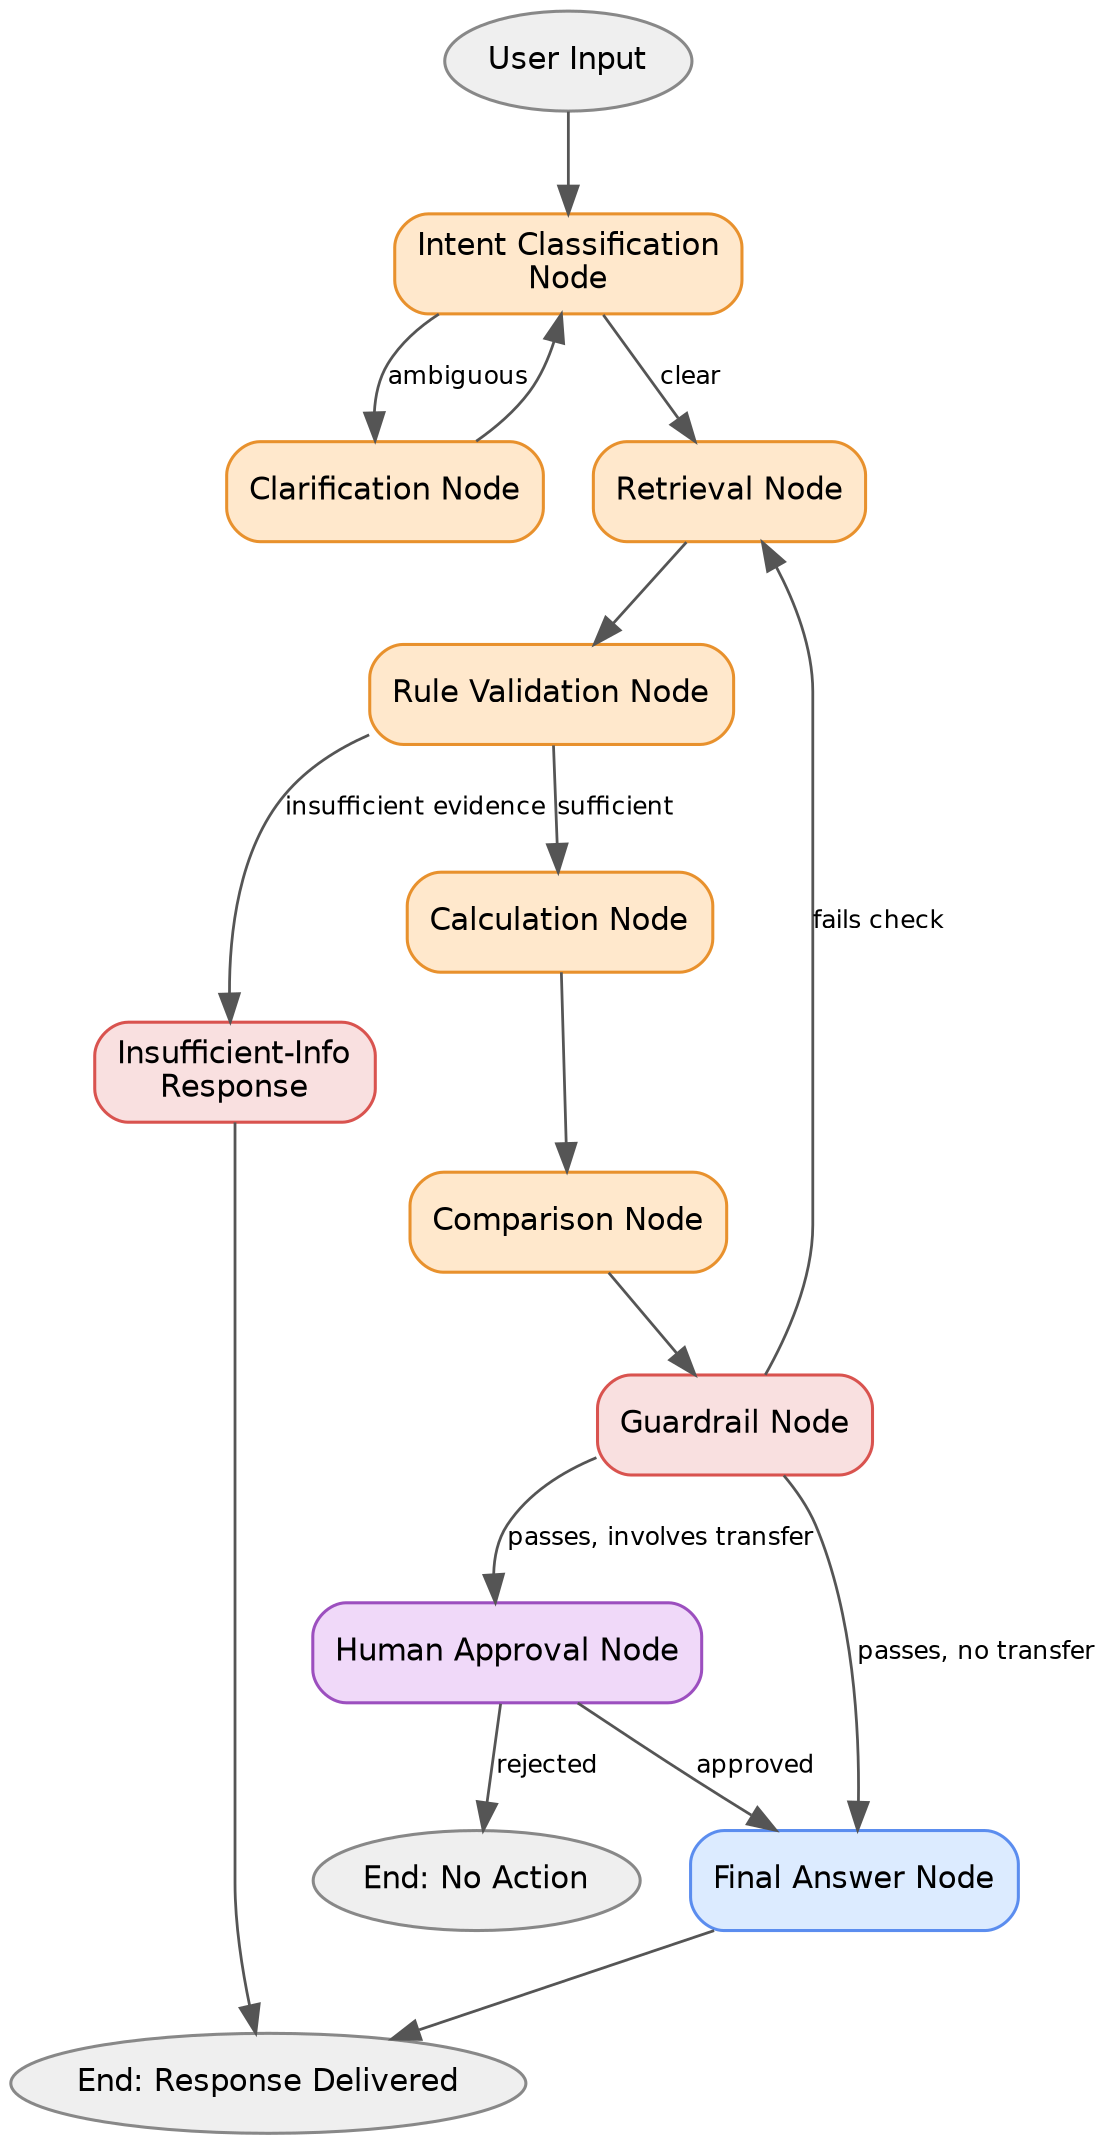 User Input
Intent Classification
Node
ambiguous
clear
Clarification Node
Retrieval Node
Rule Validation Node
insufficient evidence
sufficient
Calculation Node
fails check
Insufficient-Info
Response
Comparison Node
Guardrail Node
passes, involves transfer
Human Approval Node
passes, no transfer
rejected
approved
End: No Action
Final Answer Node
End: Response Delivered